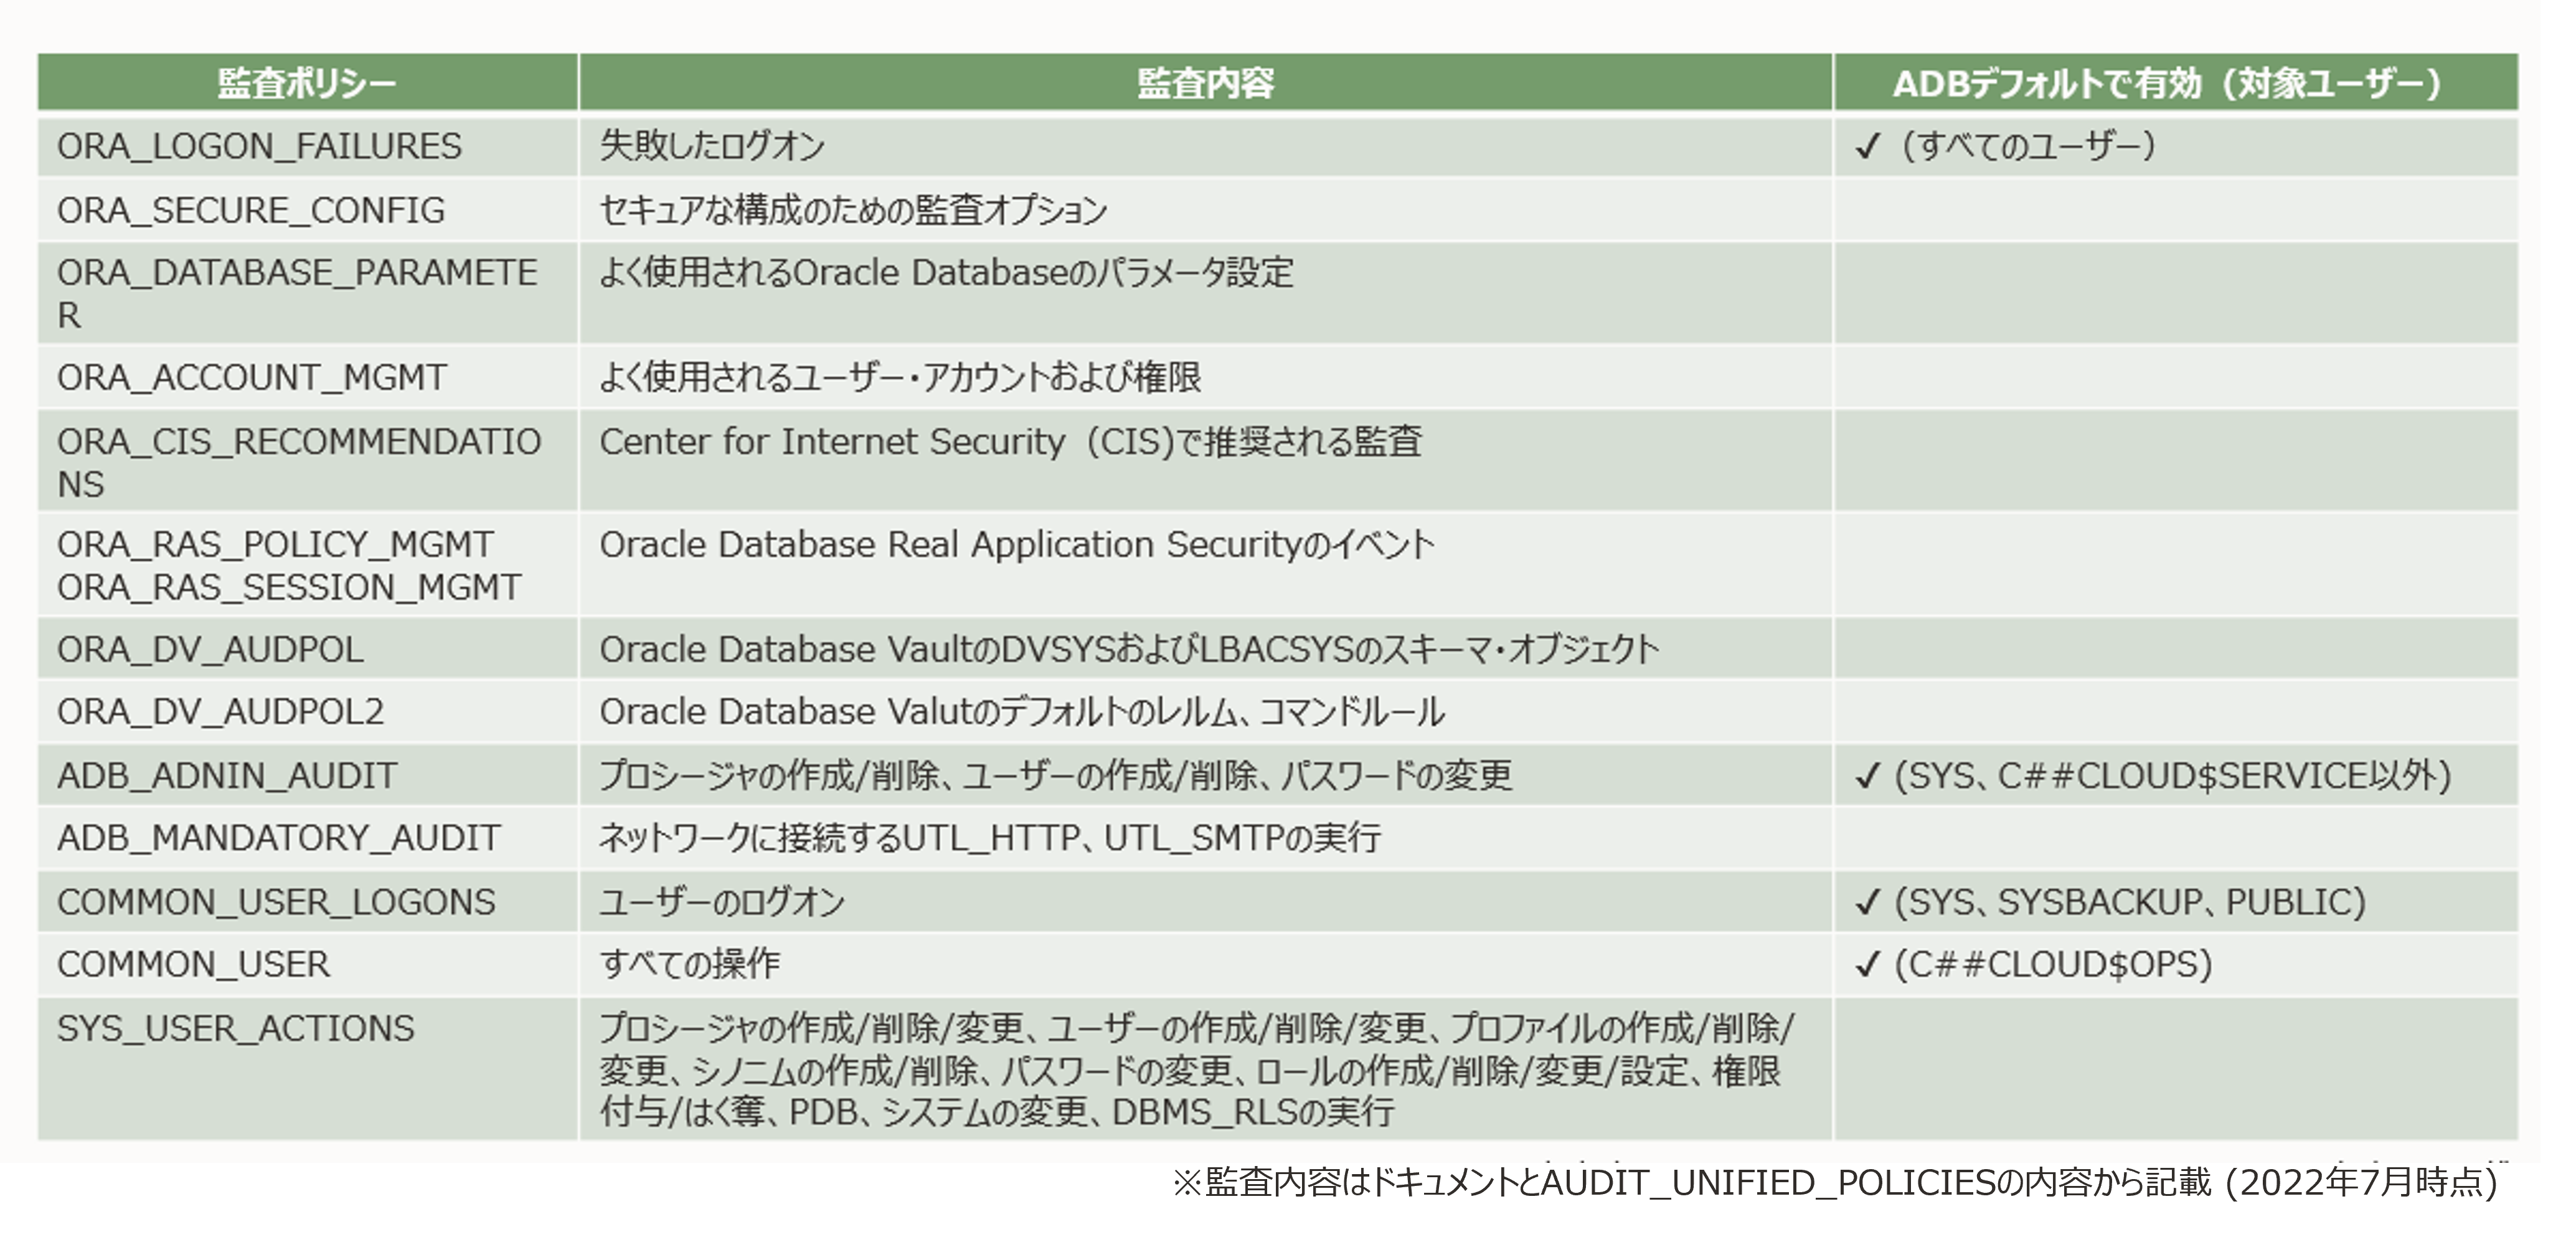 監査ポリシー 監査内容 ADBデフォルトで有効（対象ユーザー）
ORA_LOGON_FAILURES 失敗したログオン ✓（すべてのユーザー）
ORA_SECURE_CONFIG セキュアな構成のための監査オプション
ORA_DATABASE_PARAMETE よく使用されるOracle Databaseのパラメータ設定
R
ORA_ACCOUNT_MGMT よく使用されるユーザー・アカウントおよび権限
ORA_CIS_RECOMMENDATIO Center for Internet Security (CIS)で推奨される監査
NS
ORA_RAS_POLICY_MGMT Oracle Database Real Application Securityのイベント
ORA_RAS_SESSION_MGMT
ORA_DV_AUDPOL Oracle Database VaultのDVSYSおよびLBACSYSのスキーマ・オブジェクト
ORA_DV_AUDPOL2 Oracle Database Valutのデフォルトのレルム、コマンドルール
ADB_ADNIN_AUDIT プロシージャの作成/削除、ユーザーの作成/削除、パスワードの変更 ✓ (SYS、C##CLOUD$SERVICE以外)
ADB_MANDATORY_AUDIT ネットワークに接続するUTL_HTTP、UTL_SMTPの実行
COMMON_USER_LOGONS ユーザーのログオン ✓ (SYS、SYSBACKUP、PUBLIC)
COMMON_USER すべての操作 ✓ (C##CLOUD$OPS)
SYS_USER_ACTIONS プロシージャの作成/削除/変更、ユーザーの作成/削除/変更、プロファイルの作成/削除/
変更、シノニムの作成/削除、パスワードの変更、ロールの作成/削除/変更/設定、権限
付与/はく奪、PDB、システムの変更、DBMS_RLSの実行
※監査内容はドキュメントとAUDIT_UNIFIED_POLICIESの内容から記載 (2022年7月時点)